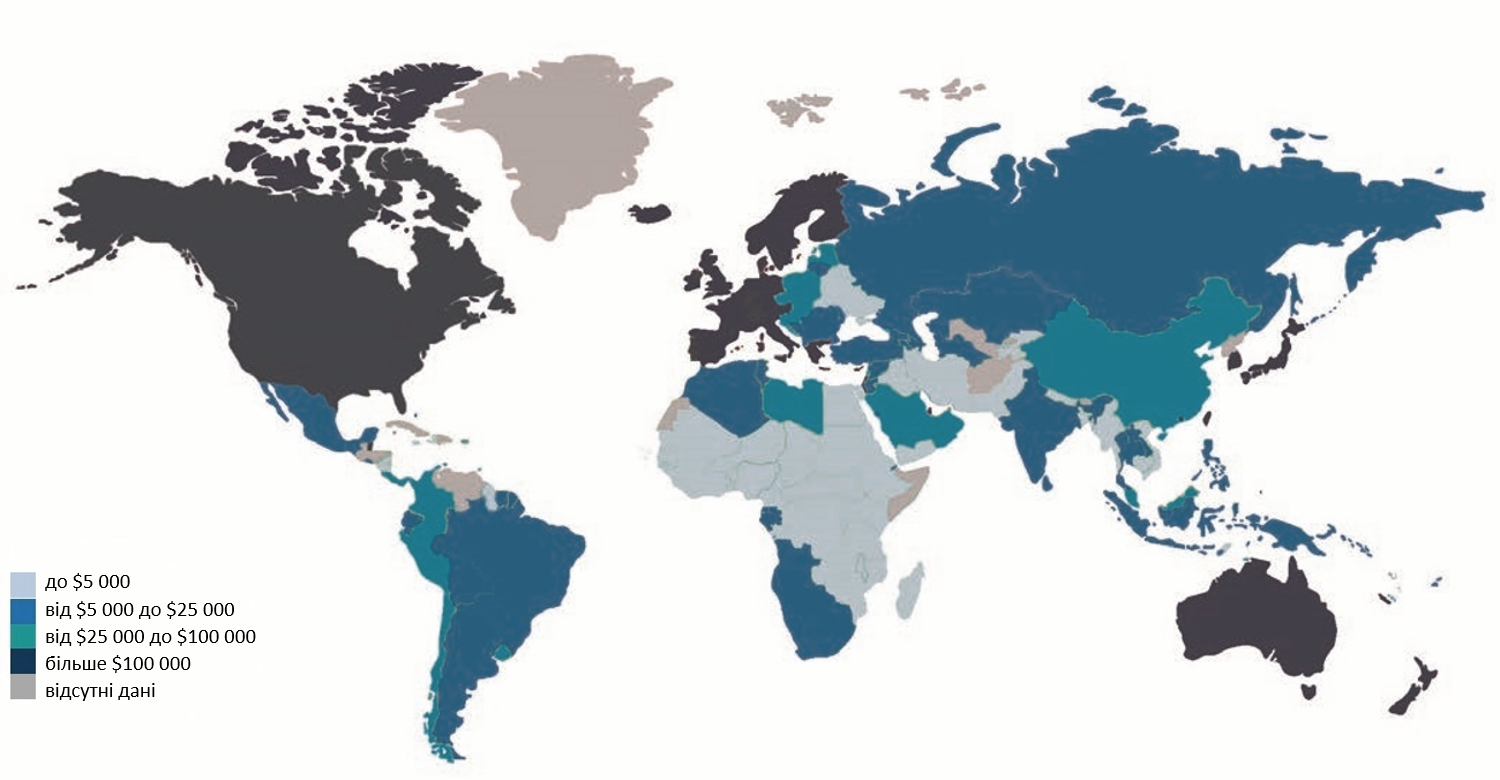 до $5 000
від $5 000 до $25 000
від $25 000 до $100 000
більше $100 000
відсутні дані